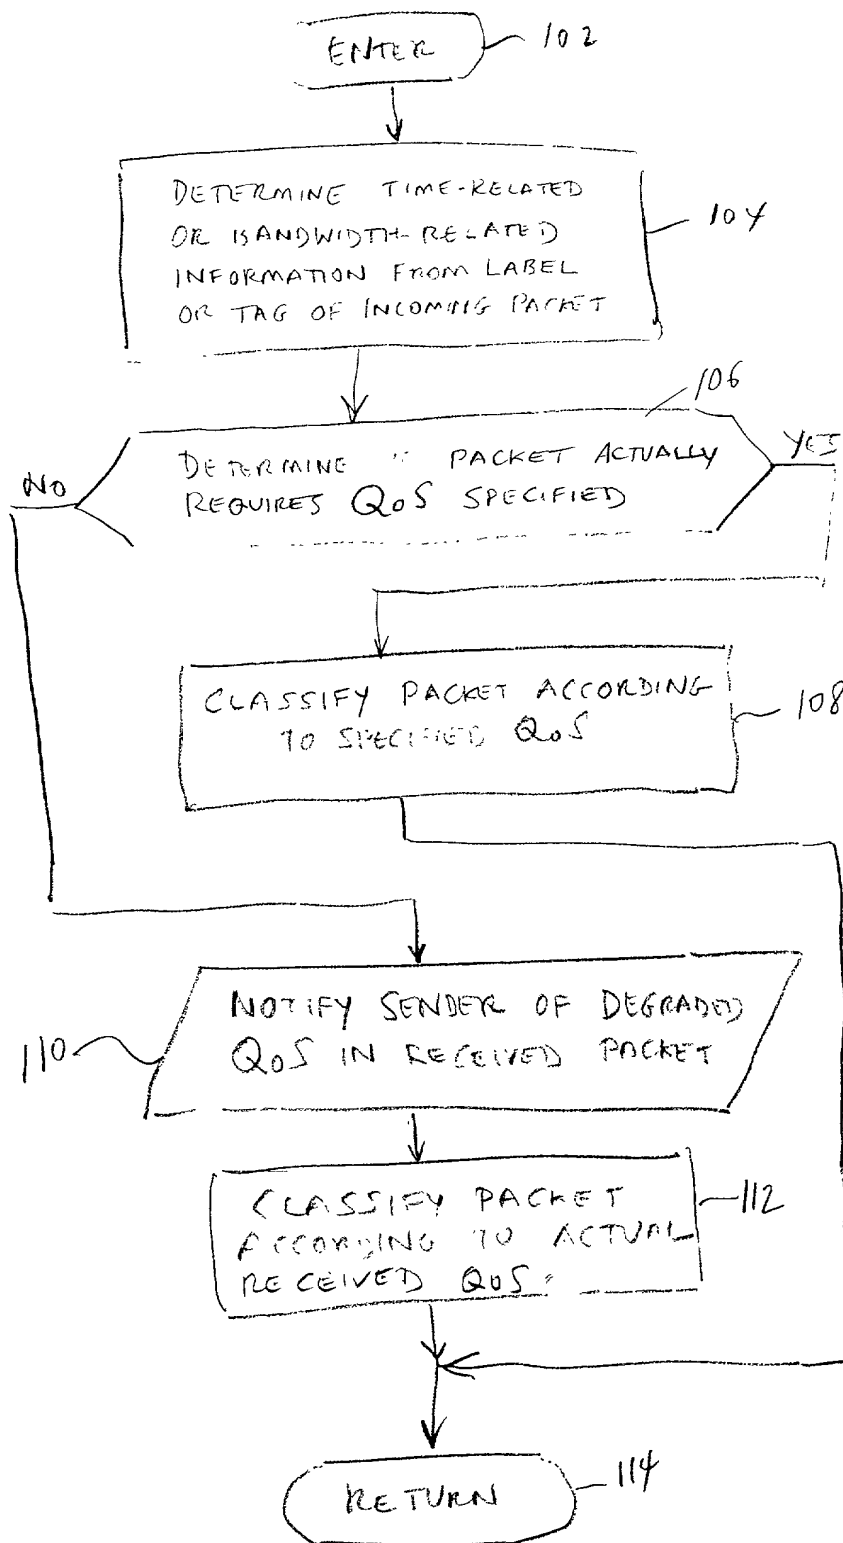 ENTER
102
DETERMINE TIME-RELATED
OR BANDWIDTH-RELATED
INFORMATION FROM LABEL
OR TAG OF INCOMING PACKET
104
106
NO
DETERMINE PACKET ACTUALLY
REQUIRES QoS SPECIFIED
YES
CLASSIFY PACKET ACCORDING
TO SPECIFIED QoS
108
NOTIFY SENDER OF DEGRADED
QoS IN RECEIVED PACKET
110
CLASSIFY PACKET
ACCORDING TO ACTUAL
RECEIVED QoS
112
RETURN
114